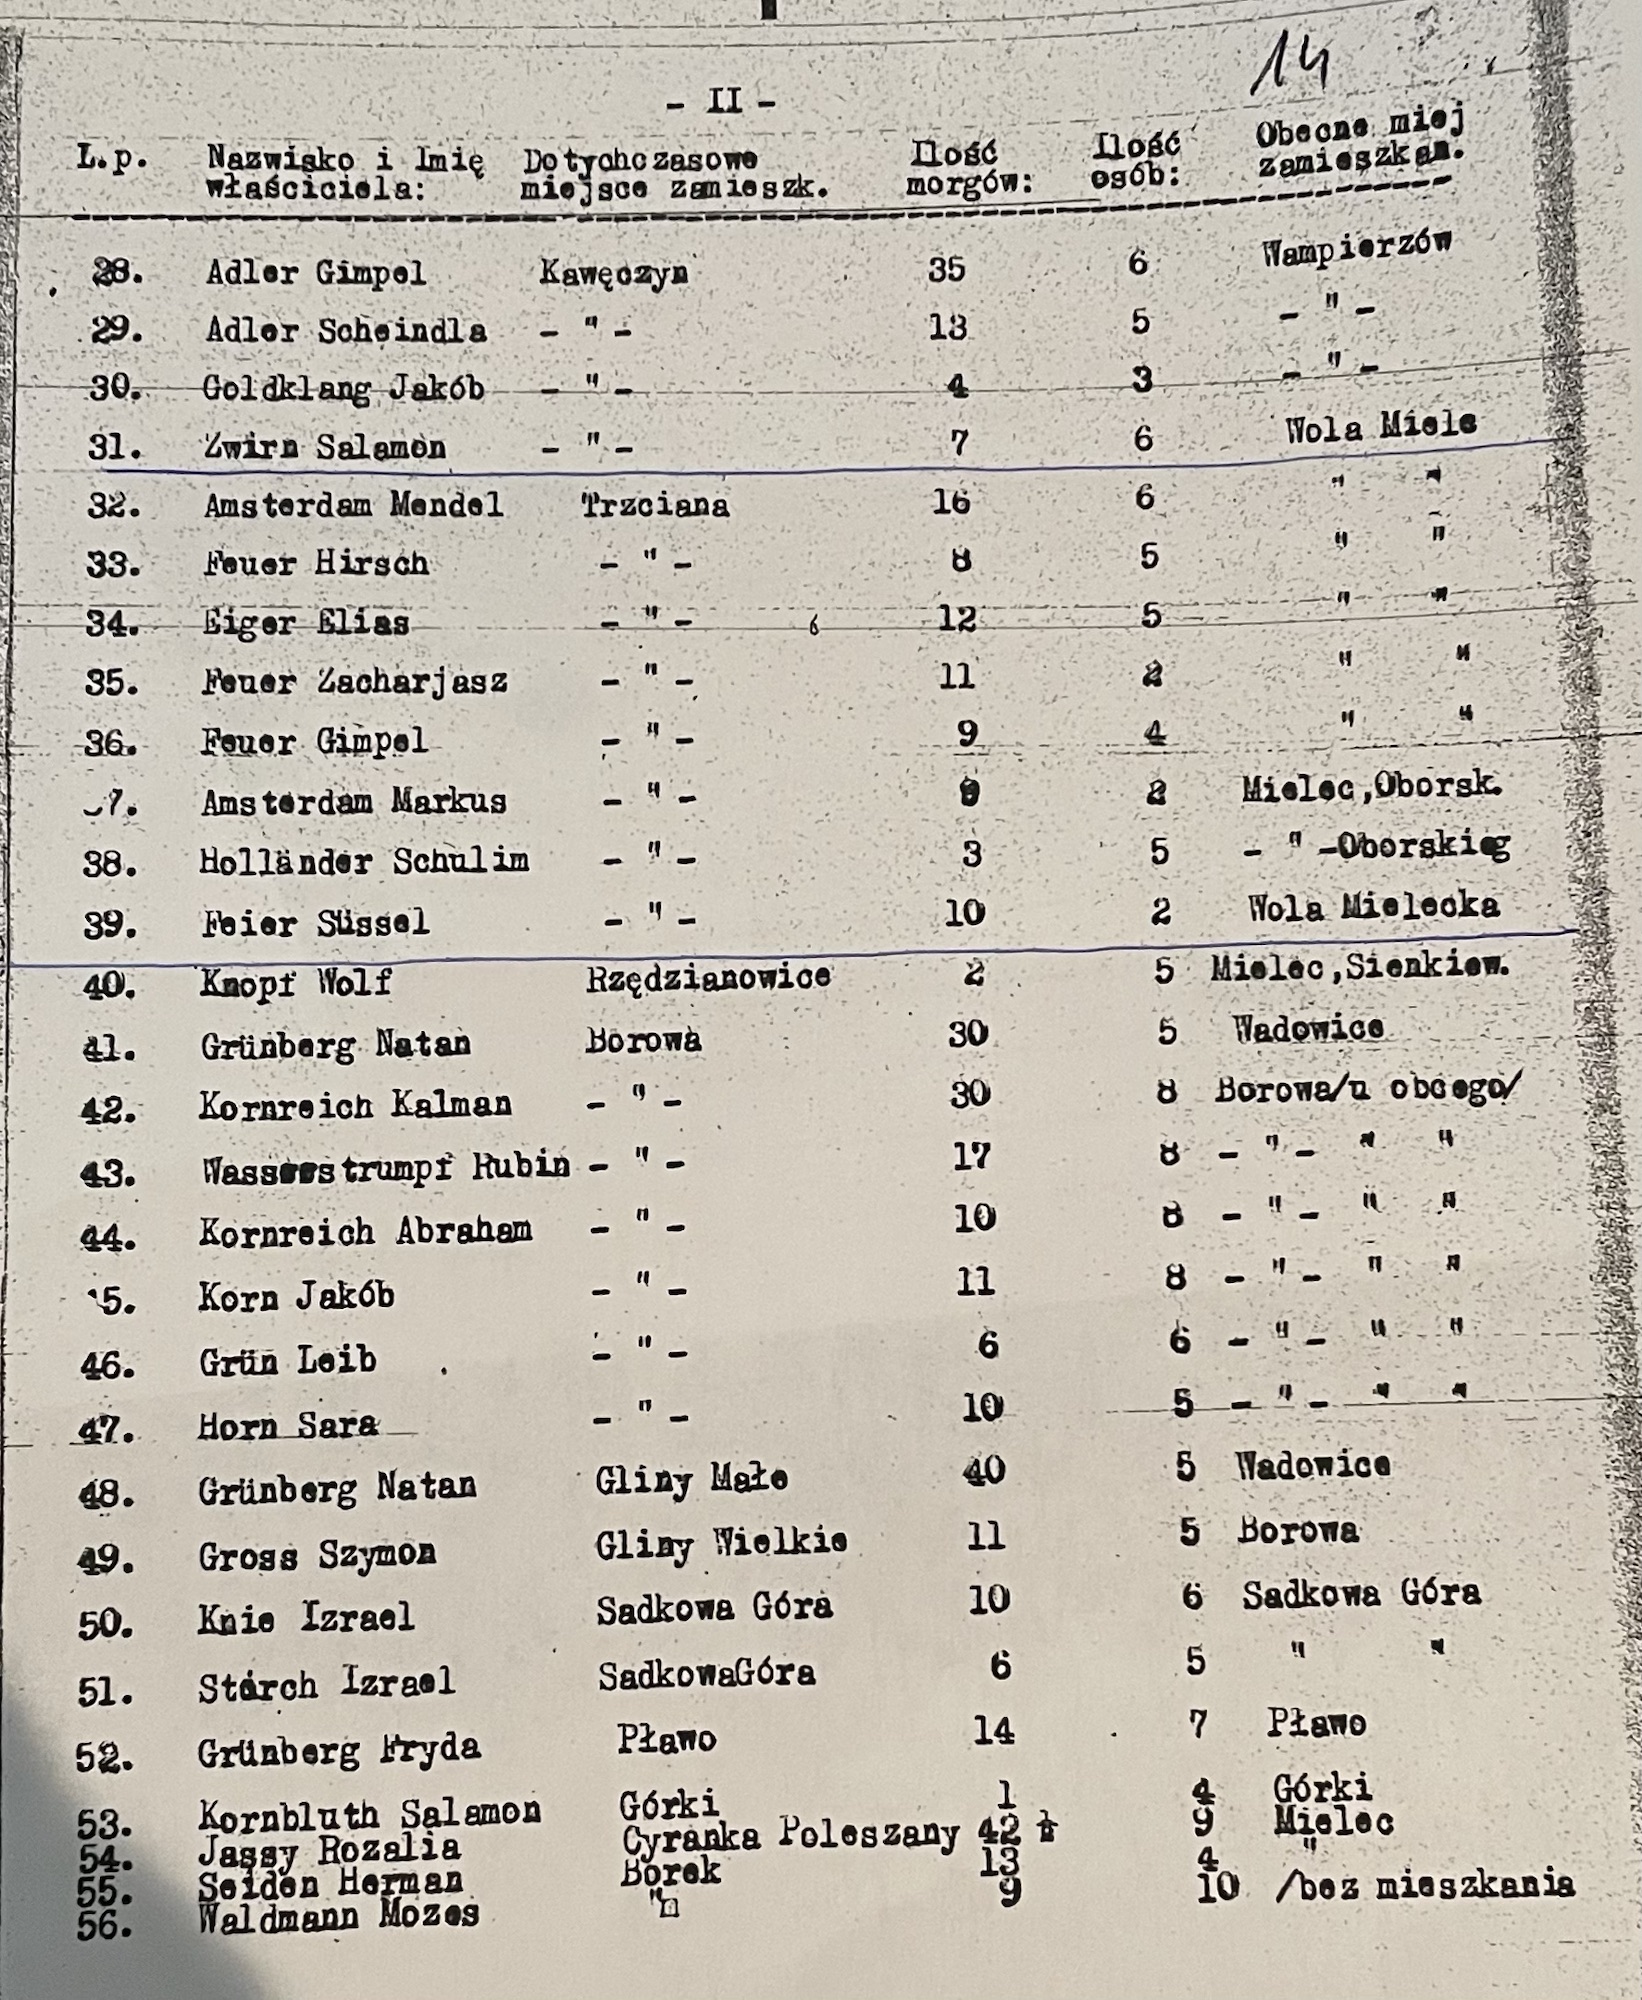 14
- II -
L.p. Nazwisko i Imię właściciela: Dotychczasowe miejsce zamieszk. Ilość morgów: Ilość osób: Obecne miej zamieszkan.
28. Adler Gimpel Kawęczyn 35 6 Wampierzów
29. Adler Scheindla - " - 13 5 - " -
30. Goldklang Jakób - " - 4 3 - " -
31. Zwirn Salamon - " - 7 6 Wola Miele
32. Amsterdam Mendel Trzciana 16 6 " "
33. Feuer Hirsch - " - 8 5 " "
34. Eiger Elias - " - 12 5 " "
35. Feuer Zacharjasz - " - 11 2 " "
36. Feuer Gimpel - " - 9 4 " "
7. Amsterdam Markus - " - 2 Mielec,Oborsk.
38. Holländer Schulim - " - 3 5 - " -Oborskieg
39. Feier Süssel - " - 10 2 Wola Mielecka
40. Knopf Wolf Rzędzianowice 2 5 Mielec,Sienkiew.
41. Grünberg Natan Borowa 30 5 Wadowice
42. Kornreich Kalman - " - 30 8 Borowa/u obcego/
43. Wasserstrumpf Rubin - " - 17 8 - " - " "
44. Kornreich Abraham - " - 10 8 - " - " "
5. Korn Jakób - " - 11 8 - " - " "
46. Grün Leib - " - 6 6 - " - " "
47. Horn Sara - " - 10 5 - " - " "
48. Grünberg Natan Gliny Małe 40 5 Wadowice
49. Gross Szymon Gliny Wielkie 11 5 Borowa
50. Knie Izrael Sadkowa Góra 10 6 Sadkowa Góra
51. Storch Izrael SadkowaGóra 6 5 " "
52. Grünberg Fryda Pławo 14 7 Pławo
53. Kornbluth Salamon Górki 1 4 Górki
54. Jassy Rozalia Cyranka Poleszany 42 ½ 9 Mielec
55. Seiden Herman Borek 13 4 "
56. Waldmann Mozes " 9 10 /bez mieszkania